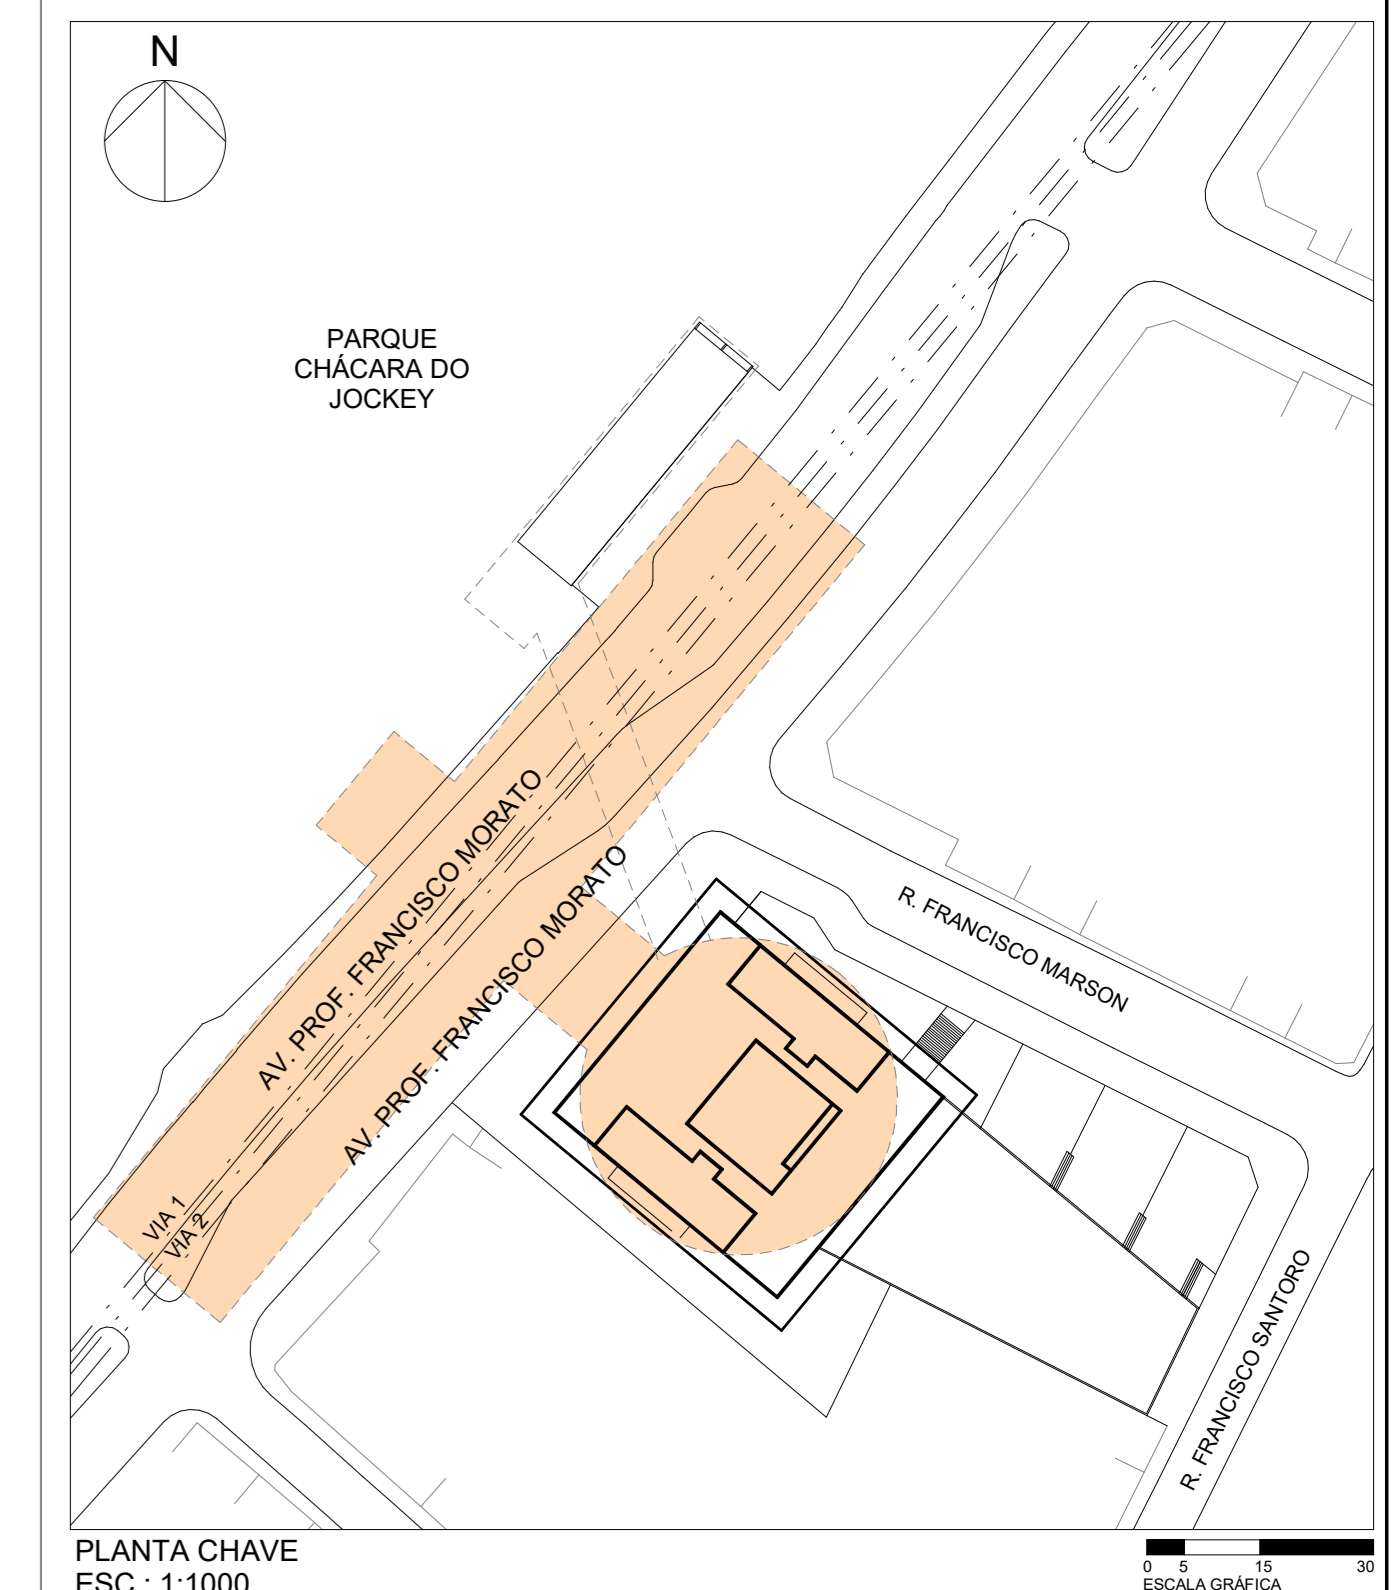 N
PARQUE
CHÁCARA DO
JOCKEY
AV. PROF. FRANCISCO MORATO
AV. PROF. FRANCISCO MORATO
R. FRANCISCO MARSON
VIA 1
VIA 2
R. FRANCISCO SANTORO
PLANTA CHAVE
ESC.: 1:1000
0 5 15 30
ESCALA GRÁFICA